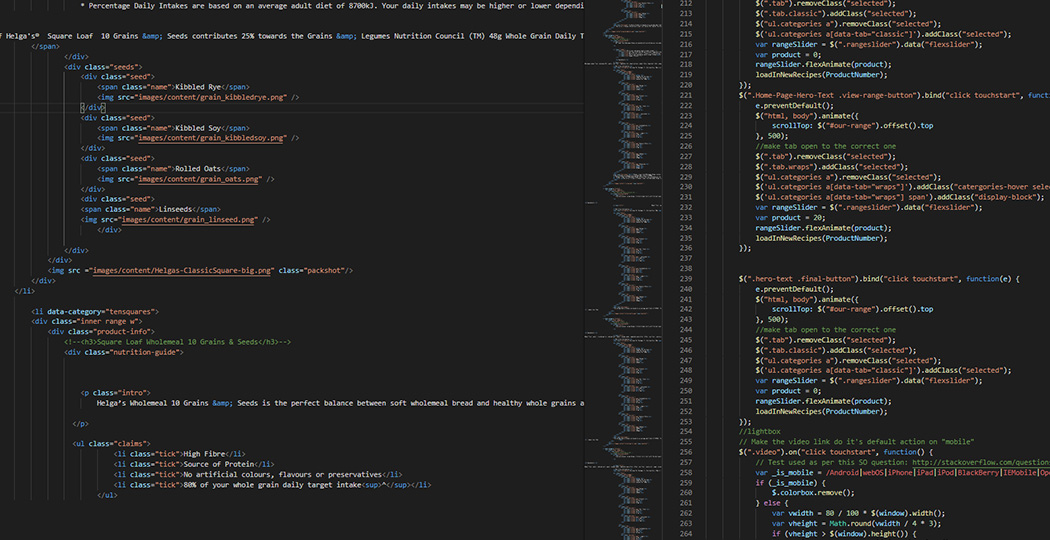 * Percentage Daily Intakes are based on an average adult diet of 8700kJ. Your daily intakes may be higher or lower dependi
f Helga's®  Square Loaf  10 Grains &amp; Seeds contributes 25% towards the Grains &amp; Legumes Nutrition Council (TM) 48g Whole Grain Daily T
</span>
</div>
<div class="seeds">
<div class="seed">
<span class="name">Kibbled Rye</span>
<img src="images/content/grain_kibbledrye.png" />
</div>
<div class="seed">
<span class="name">Kibbled Soy</span>
<img src="images/content/grain_kibbledsoy.png" />
</div>
<div class="seed">
<span class="name">Rolled Oats</span>
<img src="images/content/grain_oats.png" />
</div>
<div class="seed">
<span class="name">Linseeds</span>
<img src="images/content/grain_linseed.png" />
</div>
</div>
</div>
<img src ="images/content/Helgas-ClassicSquare-big.png" class="packshot"/>
</div>
</li>
<li data-category="tensquares">
<div class="inner range w">
<div class="product-info">
<!--<h3>Square Loaf Wholemeal 10 Grains & Seeds</h3>-->
<div class="nutrition-guide">
<p class="intro">
Helga's Wholemeal 10 Grains &amp; Seeds is the perfect balance between soft wholemeal bread and healthy whole grains a
</p>
<ul class="claims">
<li class="tick">High Fibre</li>
<li class="tick">Source of Protein</li>
<li class="tick">No artificial colours, flavours or preservatives</li>
<li class="tick">80% of your whole grain daily target intake<sup>^</sup></li>
</ul>
212 $(".tab").removeClass("selected");
213 $(".tab.classic").addClass("selected");
214 $("ul.categories a").removeClass("selected");
215 $('ul.categories a[data-tab="classic"]').addClass("selected");
216 var rangeSlider = $(".rangeslider").data("flexslider");
217 var product = 0;
218 rangeSlider.flexAnimate(product);
219 loadInNewRecipes(ProductNumber);
220 });
221 $(".Home-Page-Hero-Text .view-range-button").bind("click touchstart", funct
222 e.preventDefault();
223 $("html, body").animate({
224 scrollTop: $("#our-range").offset().top
225 }, 500);
226 //make tab open to the correct one
227 $(".tab").removeClass("selected");
228 $(".tab.wraps").addClass("selected");
229 $("ul.categories a").removeClass("selected");
230 $('ul.categories a[data-tab="wraps"]').addClass("catergories-hover sele
231 $('ul.categories a[data-tab="wraps"] span').addClass("display-block");
232 var rangeSlider = $(".rangeslider").data("flexslider");
233 var product = 20;
234 rangeSlider.flexAnimate(product);
235 loadInNewRecipes(ProductNumber);
236 });
237
238
239 $(".hero-text .final-button").bind("click touchstart", function(e) {
240 e.preventDefault();
241 $("html, body").animate({
242 scrollTop: $("#our-range").offset().top
243 }, 500);
244 //make tab open to the correct one
245 $(".tab").removeClass("selected");
246 $(".tab.classic").addClass("selected");
247 $("ul.categories a").removeClass("selected");
248 $('ul.categories a[data-tab="classic"]').addClass("selected");
249 var rangeSlider = $(".rangeslider").data("flexslider");
250 var product = 0;
251 rangeSlider.flexAnimate(product);
252 loadInNewRecipes(ProductNumber);
253 });
254 //lightbox
255 // Make the video link do it's default action on "mobile"
256 $(".video").on("click touchstart", function() {
257 // Test used as per this SO question: http://stackoverflow.com/question
258 var _is_mobile = /Android|webOS|iPhone|iPad|iPod|BlackBerry|IEMobile|Ope
259 if (_is_mobile) {
260 $.colorbox.remove();
261 } else {
262 var vwidth = 80 / 100 * $(window).width();
263 var vheight = Math.round(vwidth / 4 * 3);
264 if (vheight > $(window).height()) {